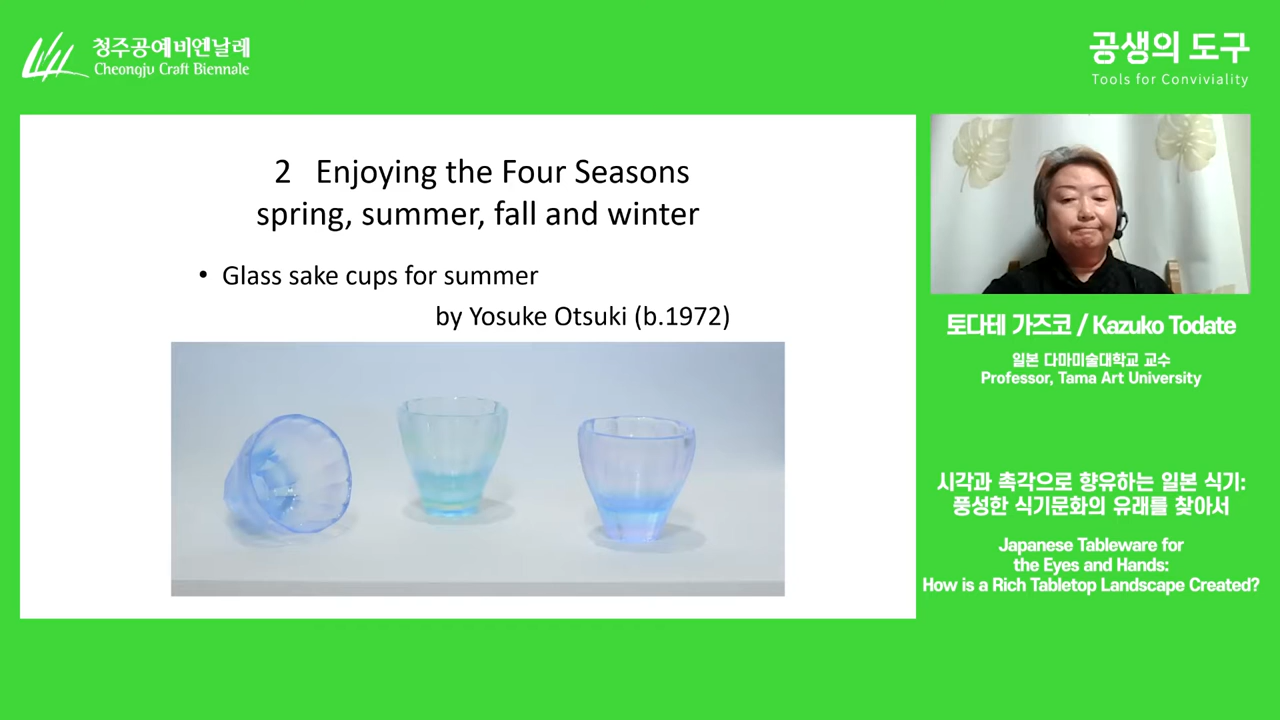 청주공예비엔날레
Cheongju Craft Biennale
공생의 도구
Tools for Conviviality
2 Enjoying the Four Seasons
spring, summer, fall and winter
• Glass sake cups for summer
by Yosuke Otsuki (b.1972)
토다테 가즈코 / Kazuko Todate
일본 다마미술대학교 교수
Professor, Tama Art University
시각과 촉각으로 향유하는 일본 식기:
풍성한 식기문화의 유래를 찾아서
Japanese Tableware for
the Eyes and Hands:
How is a Rich Tabletop Landscape Created?